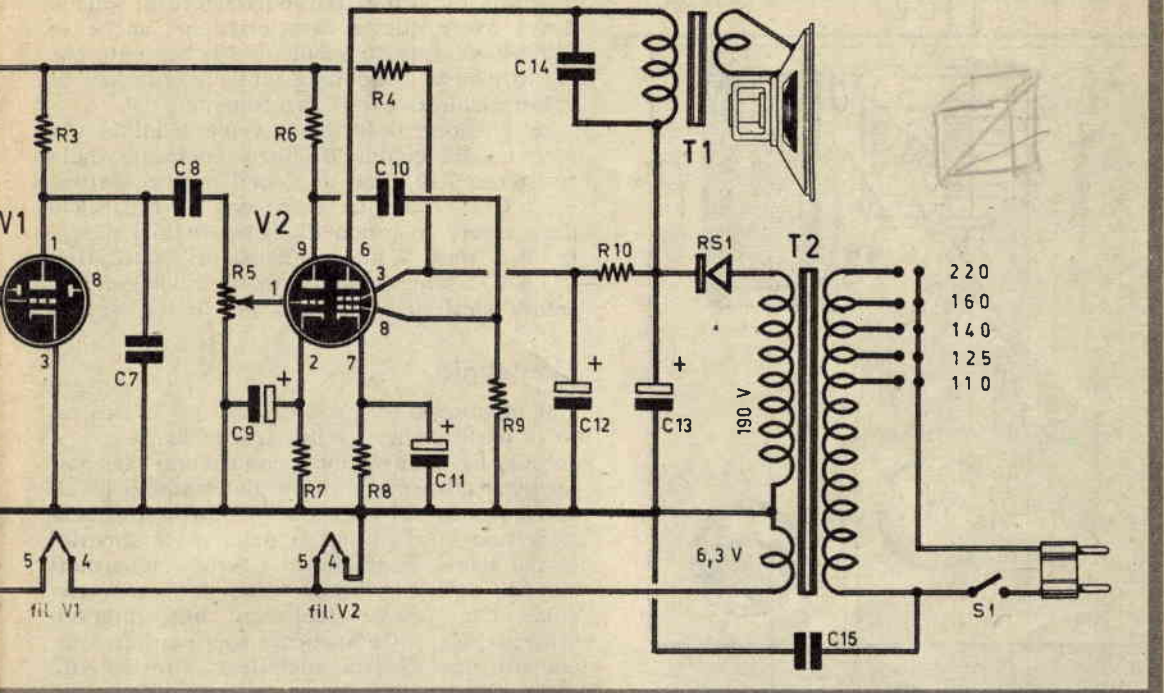 C14
R4
R3
R6
T1
C8
C10
V1
V2
T2
RS1
R10
1
8
9
6
3
220
R5
1
160
8
140
125
3
C7
2
7
+
+
110
+
190 V
C12
C13
R9
C9
+
C11
R7
R8
6,3 V
5 4
5 4
fil. V1
fil. V2
S1
C15